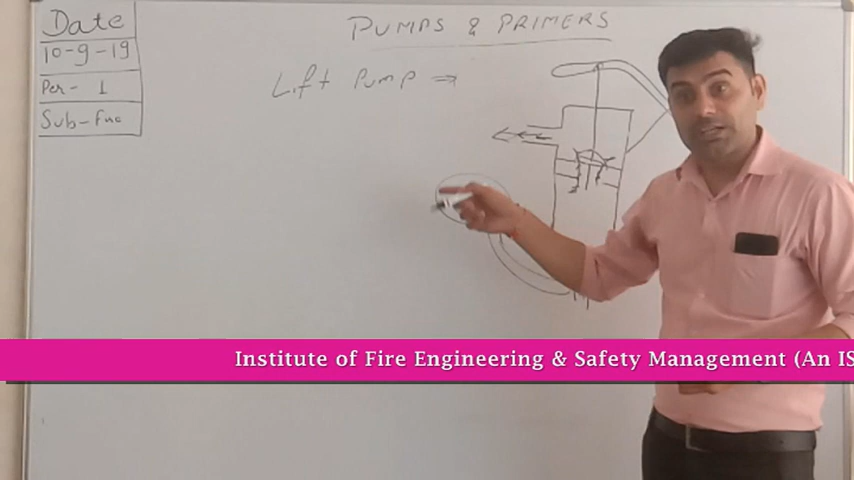 PUMPS & PRIMERS
Date
10-9-19
Per- 1
Sub-Fno
Lift Pump ⇒
Institute of Fire Engineering & Safety Management (An IS